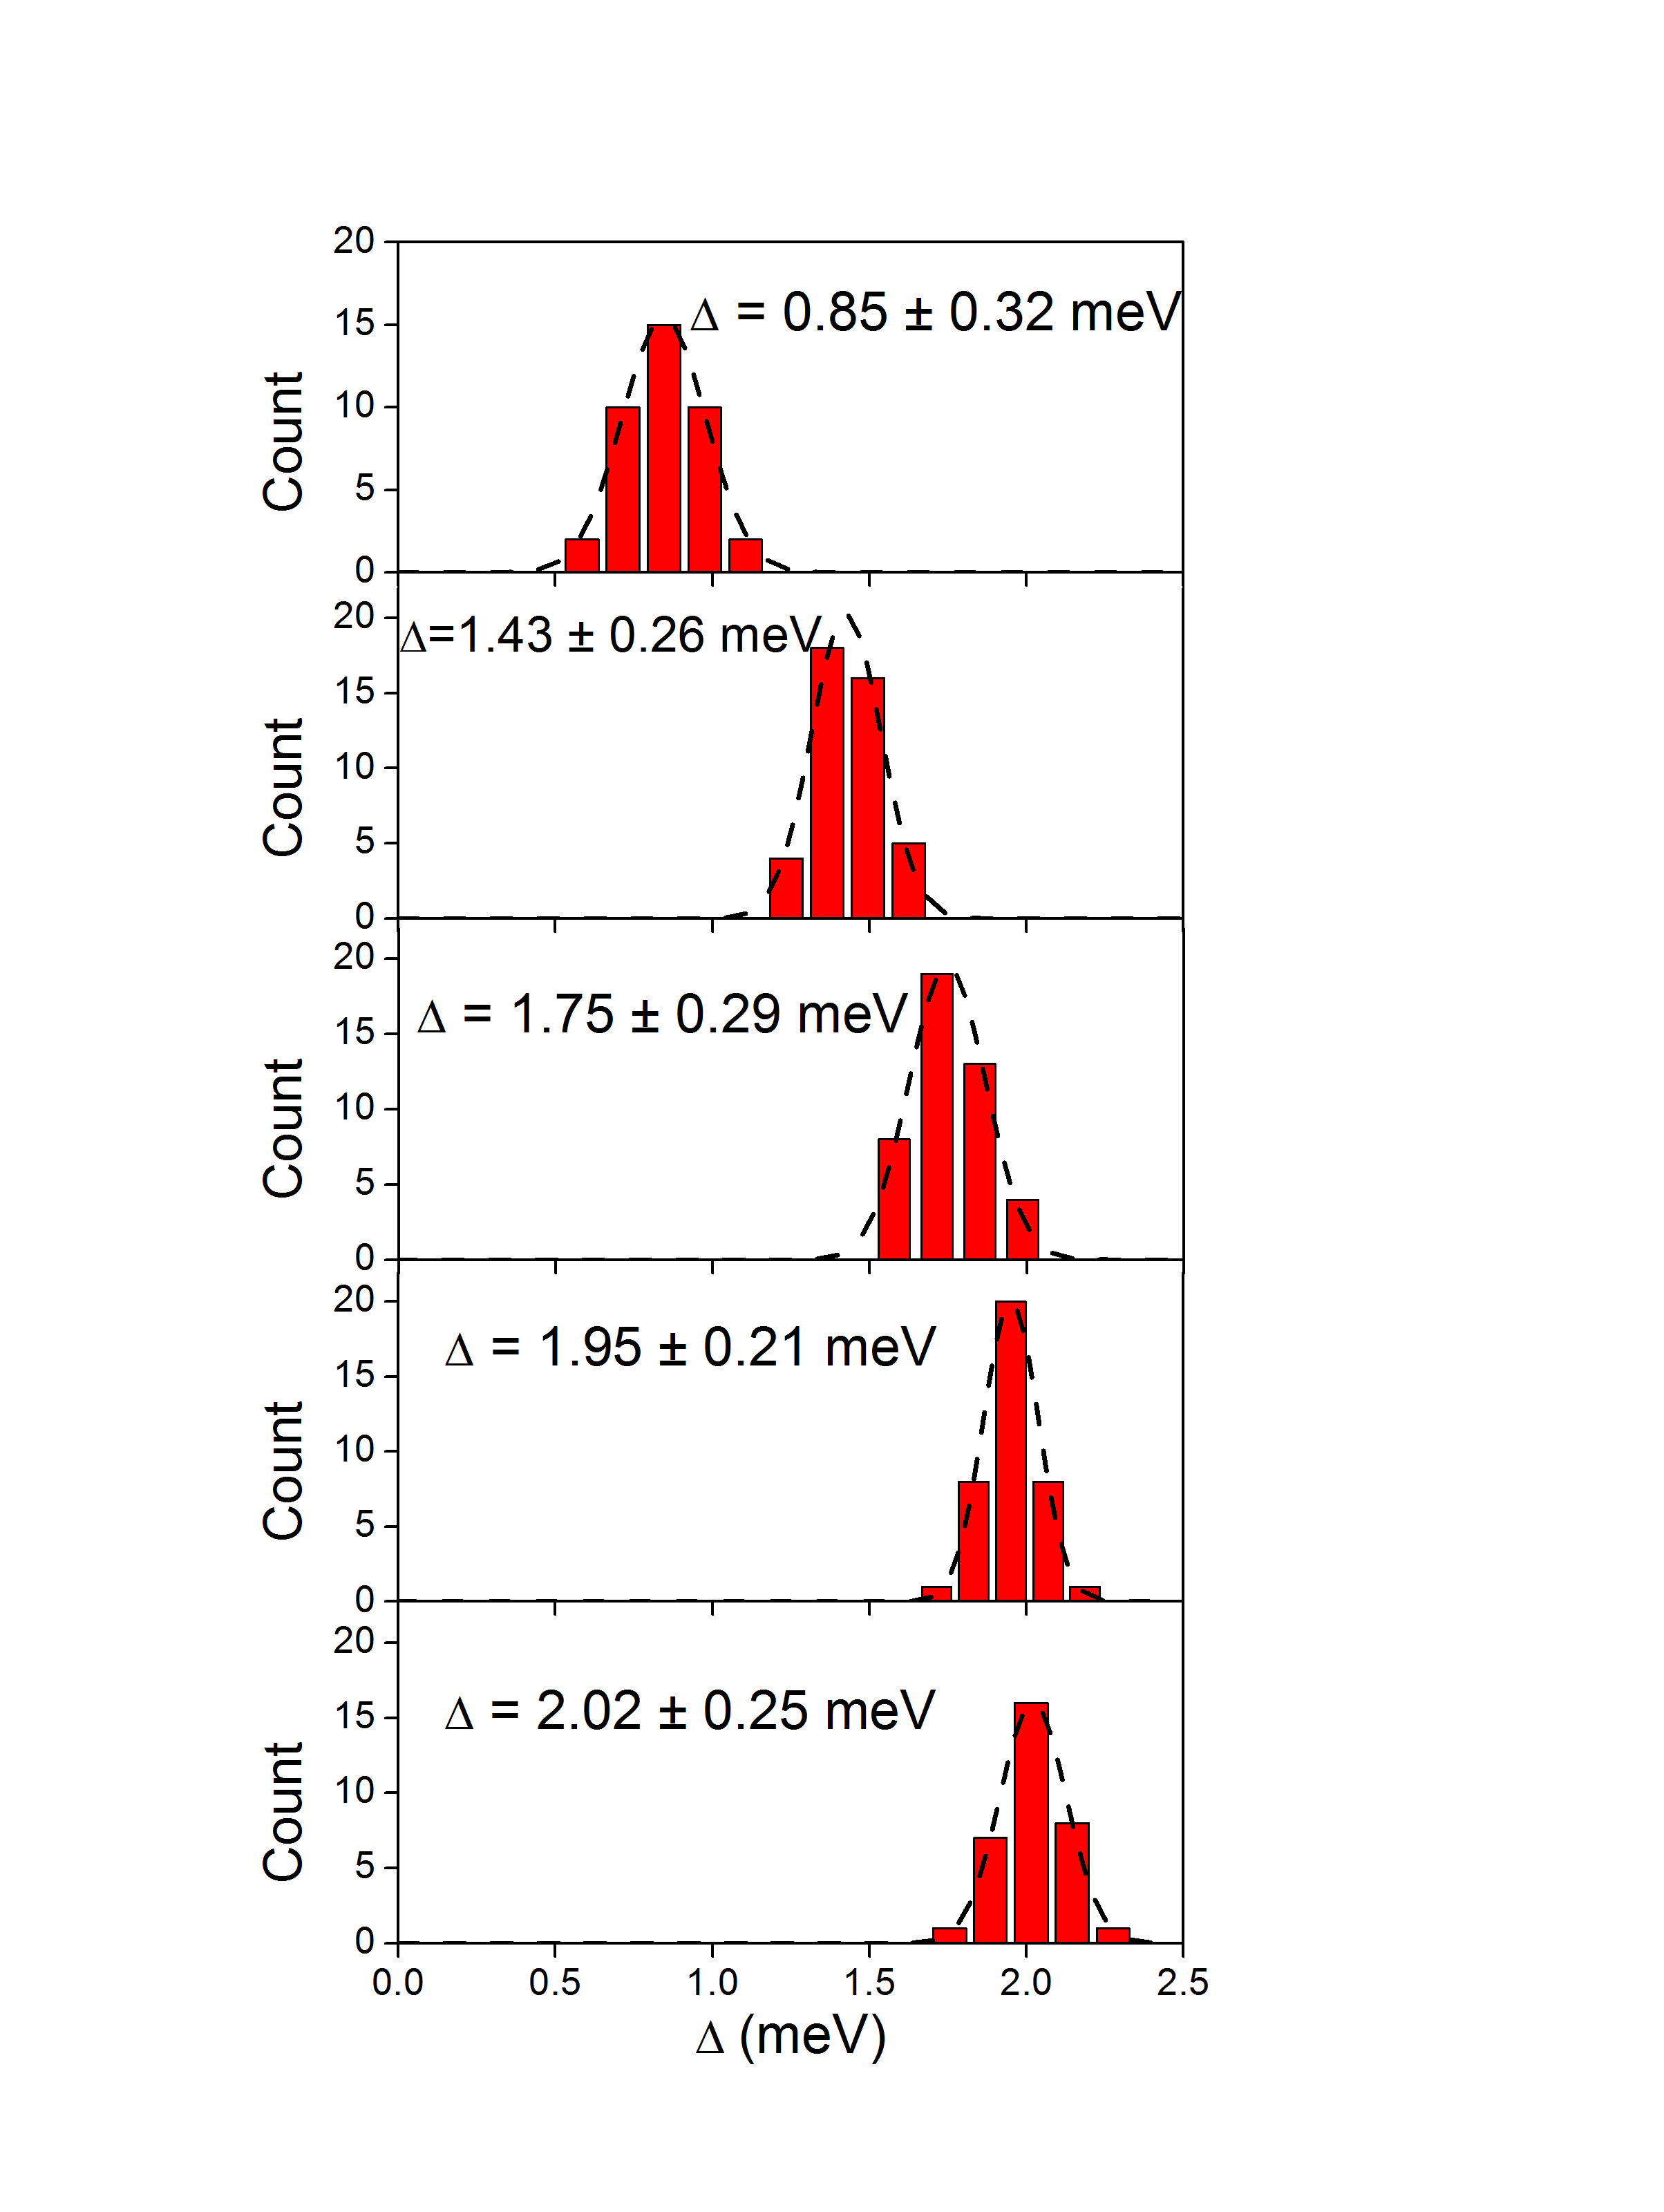 20
15
10
5
0
Count
Δ = 0.85 ± 0.32 meV
20
15
10
5
0
Count
Δ=1.43 ± 0.26 meV
20
15
10
5
0
Count
Δ = 1.75 ± 0.29 meV
20
15
10
5
0
Count
Δ = 1.95 ± 0.21 meV
20
15
10
5
0
Count
Δ = 2.02 ± 0.25 meV
0.0 0.5 1.0 1.5 2.0 2.5
Δ (meV)